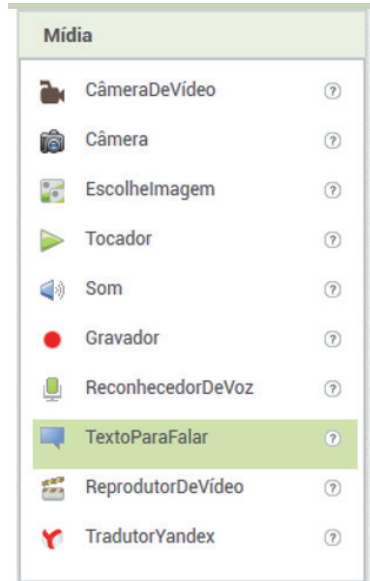 Mídia
CâmeraDeVídeo ?
Câmera ?
EscolheImagem ?
Tocador ?
Som ?
Gravador ?
ReconhecedorDeVoz ?
TextoParaFalar ?
ReprodutorDeVídeo ?
TradutorYandex ?